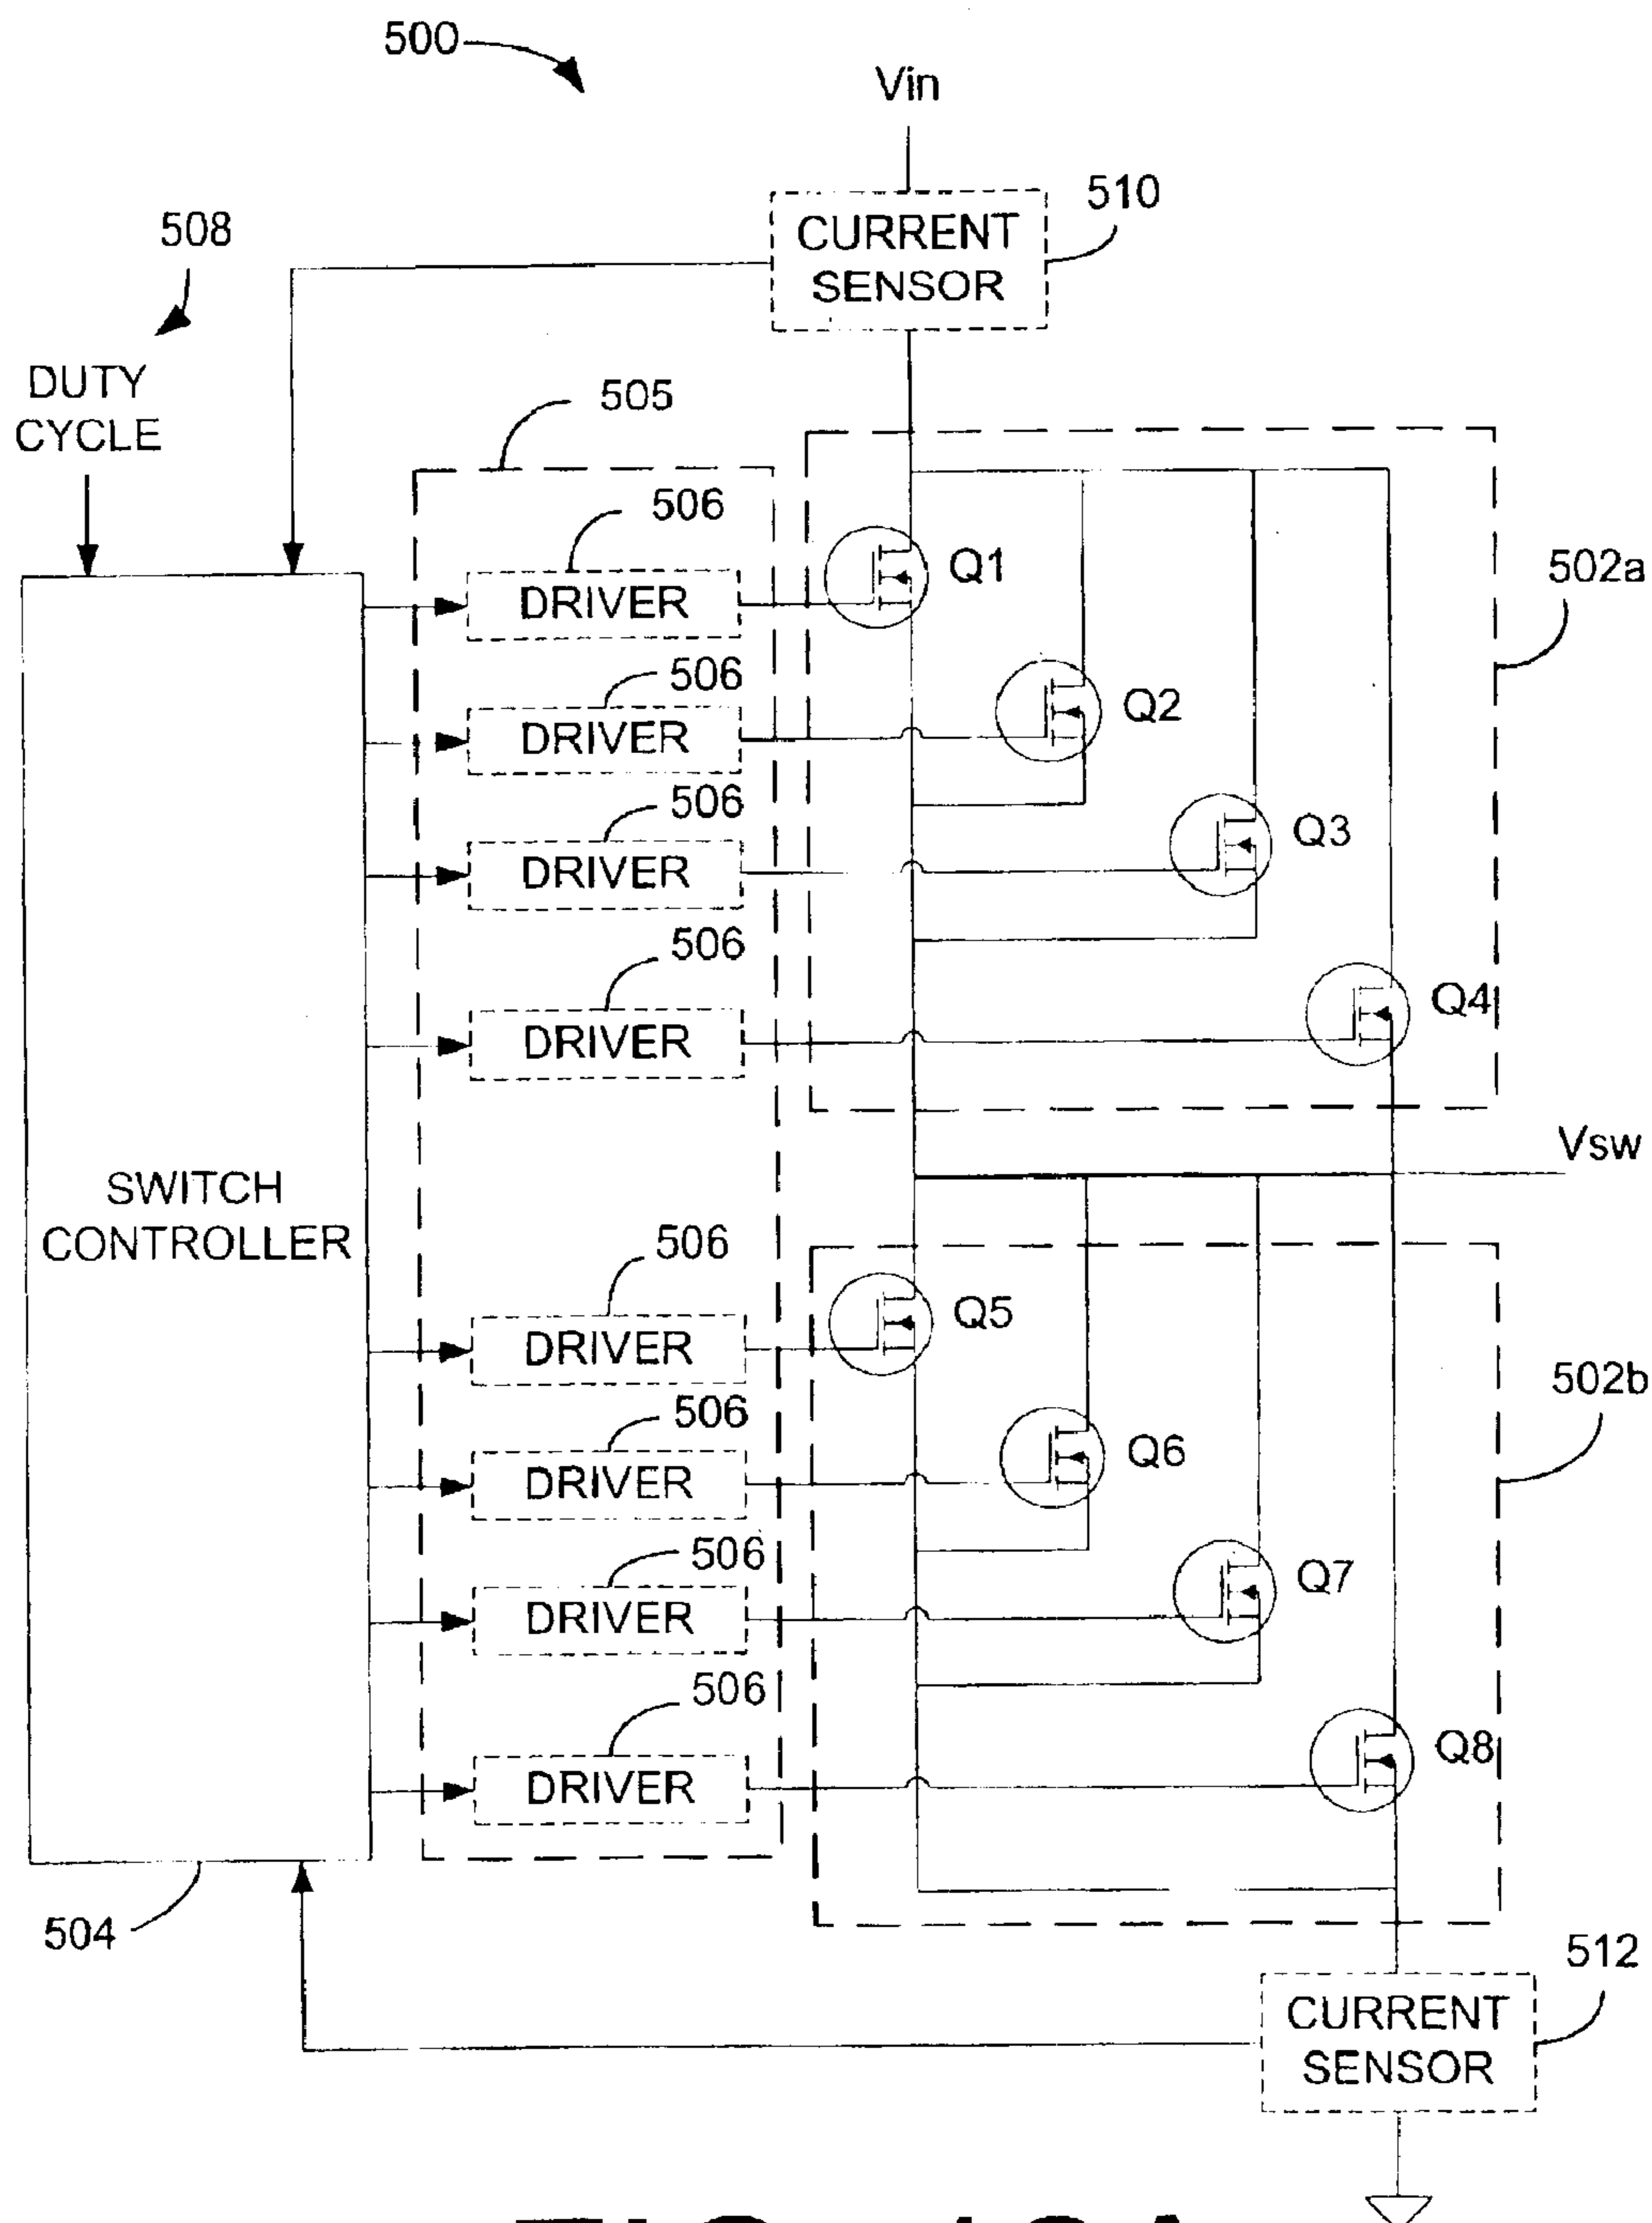 500
Vin
510
CURRENT
SENSOR
508
DUTY
CYCLE
505
506
DRIVER
Q1
502a
506
DRIVER
Q2
506
DRIVER
Q3
506
DRIVER
Q4
Vsw
SWITCH
CONTROLLER
506
DRIVER
Q5
502b
506
DRIVER
Q6
506
DRIVER
Q7
506
DRIVER
Q8
504
512
CURRENT
SENSOR